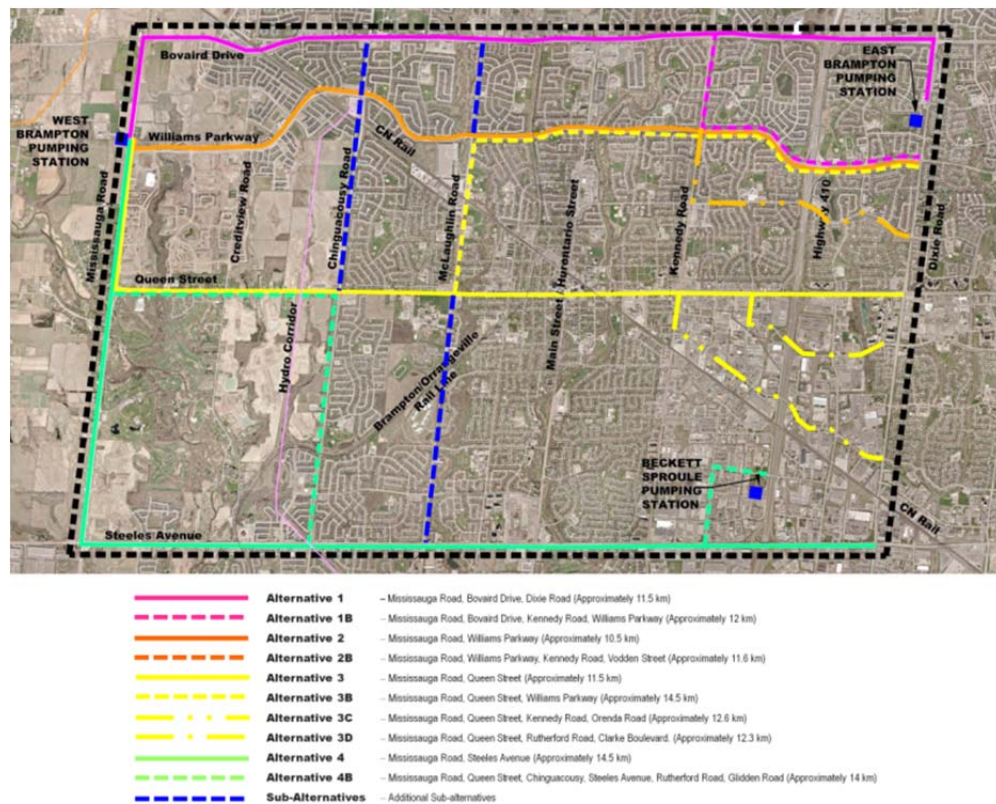 Bovaird Drive
EAST
BRAMPTON
PUMPING
STATION
WEST
BRAMPTON
PUMPING
STATION
Williams Parkway
CN Rail
Mississauga Road
Creditview Road
Chinguacousy Road
McLaughlin Road
Main Street / Hurontario Street
Kennedy Road
Highway 410
Dixie Road
Queen Street
Hydro Corridor
Brampton/Orrangeville
Rail Line
BECKETT
SPROULE
PUMPING
STATION
CN Rail
Steeles Avenue
Alternative 1 – Mississauga Road, Bovaird Drive, Dixie Road (Approximately 11.5 km)
Alternative 1B – Mississauga Road, Bovaird Drive, Kennedy Road, Williams Parkway (Approximately 12 km)
Alternative 2 – Mississauga Road, Williams Parkway (Approximately 10.5 km)
Alternative 2B – Mississauga Road, Williams Parkway, Kennedy Road, Vodden Street (Approximately 11.6 km)
Alternative 3 – Mississauga Road, Queen Street (Approximately 11.5 km)
Alternative 3B – Mississauga Road, Queen Street, Williams Parkway (Approximately 14.5 km)
Alternative 3C – Mississauga Road, Queen Street, Kennedy Road, Orenda Road (Approximately 12.6 km)
Alternative 3D – Mississauga Road, Queen Street, Rutherford Road, Clarke Boulevard. (Approximately 12.3 km)
Alternative 4 – Mississauga Road, Steeles Avenue (Approximately 14.5 km)
Alternative 4B – Mississauga Road, Queen Street, Chinguacousy, Steeles Avenue, Rutherford Road, Glidden Road (Approximately 14 km)
Sub-Alternatives – Additional Sub-alternatives